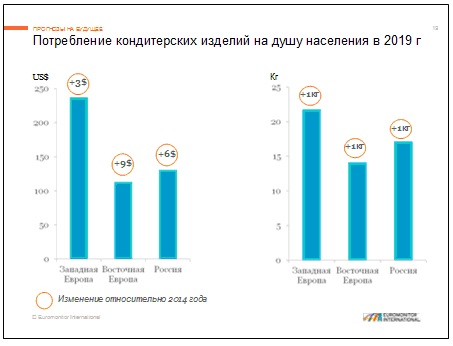 ПРОГНОЗЫ НА БУДУЩЕЕ
19
Потребление кондитерских изделий на душу населения в 2019 г
US$
250
200
150
100
50
0
+3$
+9$
+6$
Западная Европа
Восточная Европа
Россия
Кг
25
20
15
10
5
0
+1кг
+1кг
+1кг
Западная Европа
Восточная Европа
Россия
Изменение относительно 2014 года
© Euromonitor International
EUROMONITOR
INTERNATIONAL